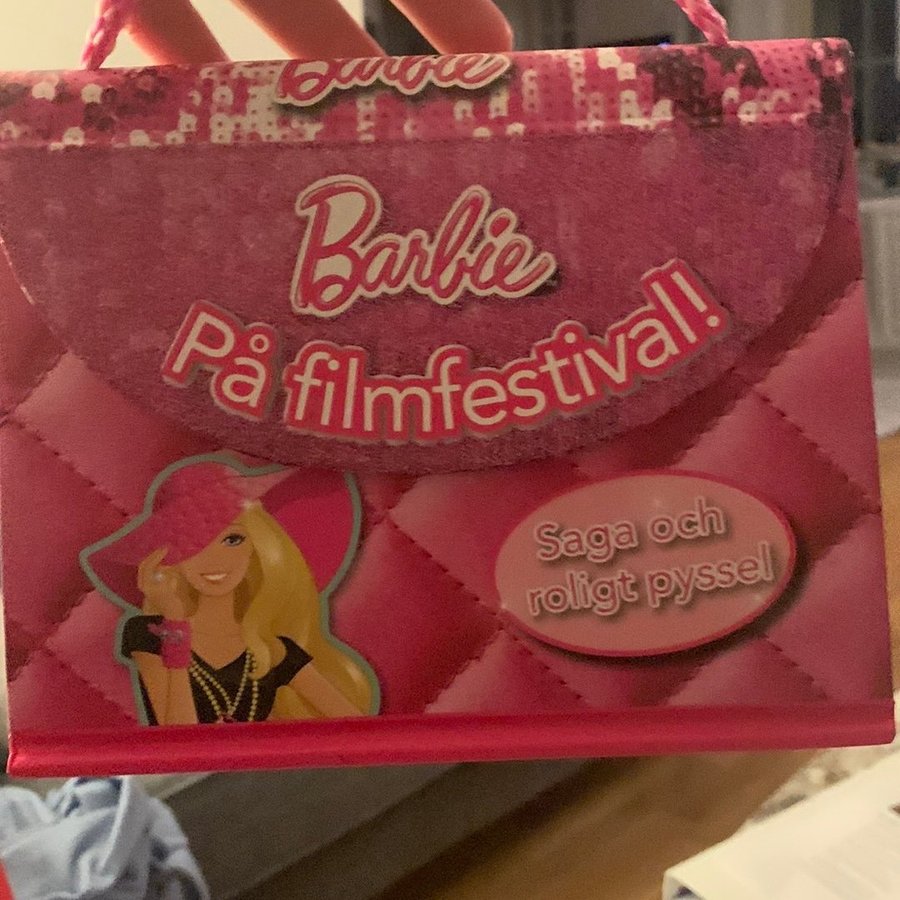 Barbie
Barbie
På filmfestival!
Saga och
roligt pyssel